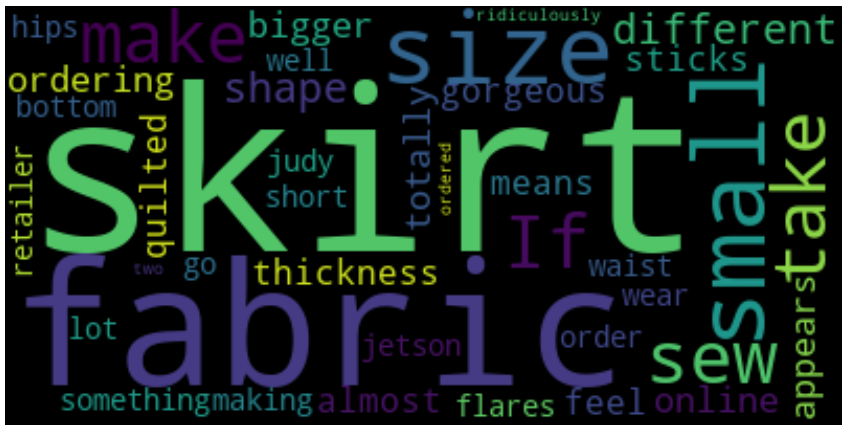 hips
make
bigger
ridiculously
size
different
well
sticks
ordering
shape
gorgeous
bottom
skirt
small
retailer
quilted
judy
short
totally
ordered
means
take
If
two
go
thickness
waist
fabric
wear
appears
lot
jetson
order
sew
something
making
almost
flares
feel
online